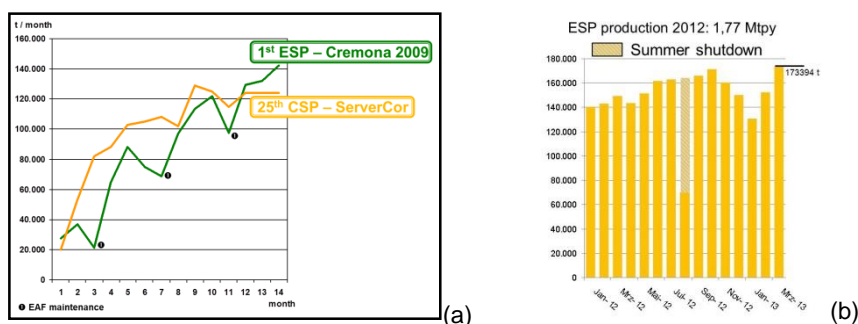 t / month
160.000
140.000
120.000
100.000
80.000
60.000
40.000
20.000
0
1 2 3 4 5 6 7 8 9 10 11 12 13 14
month
1st ESP – Cremona 2009
25th CSP – ServerCor
❶
❶
❶
❶ EAF maintenance
(a)
ESP production 2012: 1,77 Mtpy
Summer shutdown
180.000
160.000
140.000
120.000
100.000
80.000
60.000
40.000
20.000
0
173394 t
Jan- 12
Mrz- 12
Mai- 12
Jul- 12
Sep- 12
Nov- 12
Jan- 13
Mrz- 13
(b)